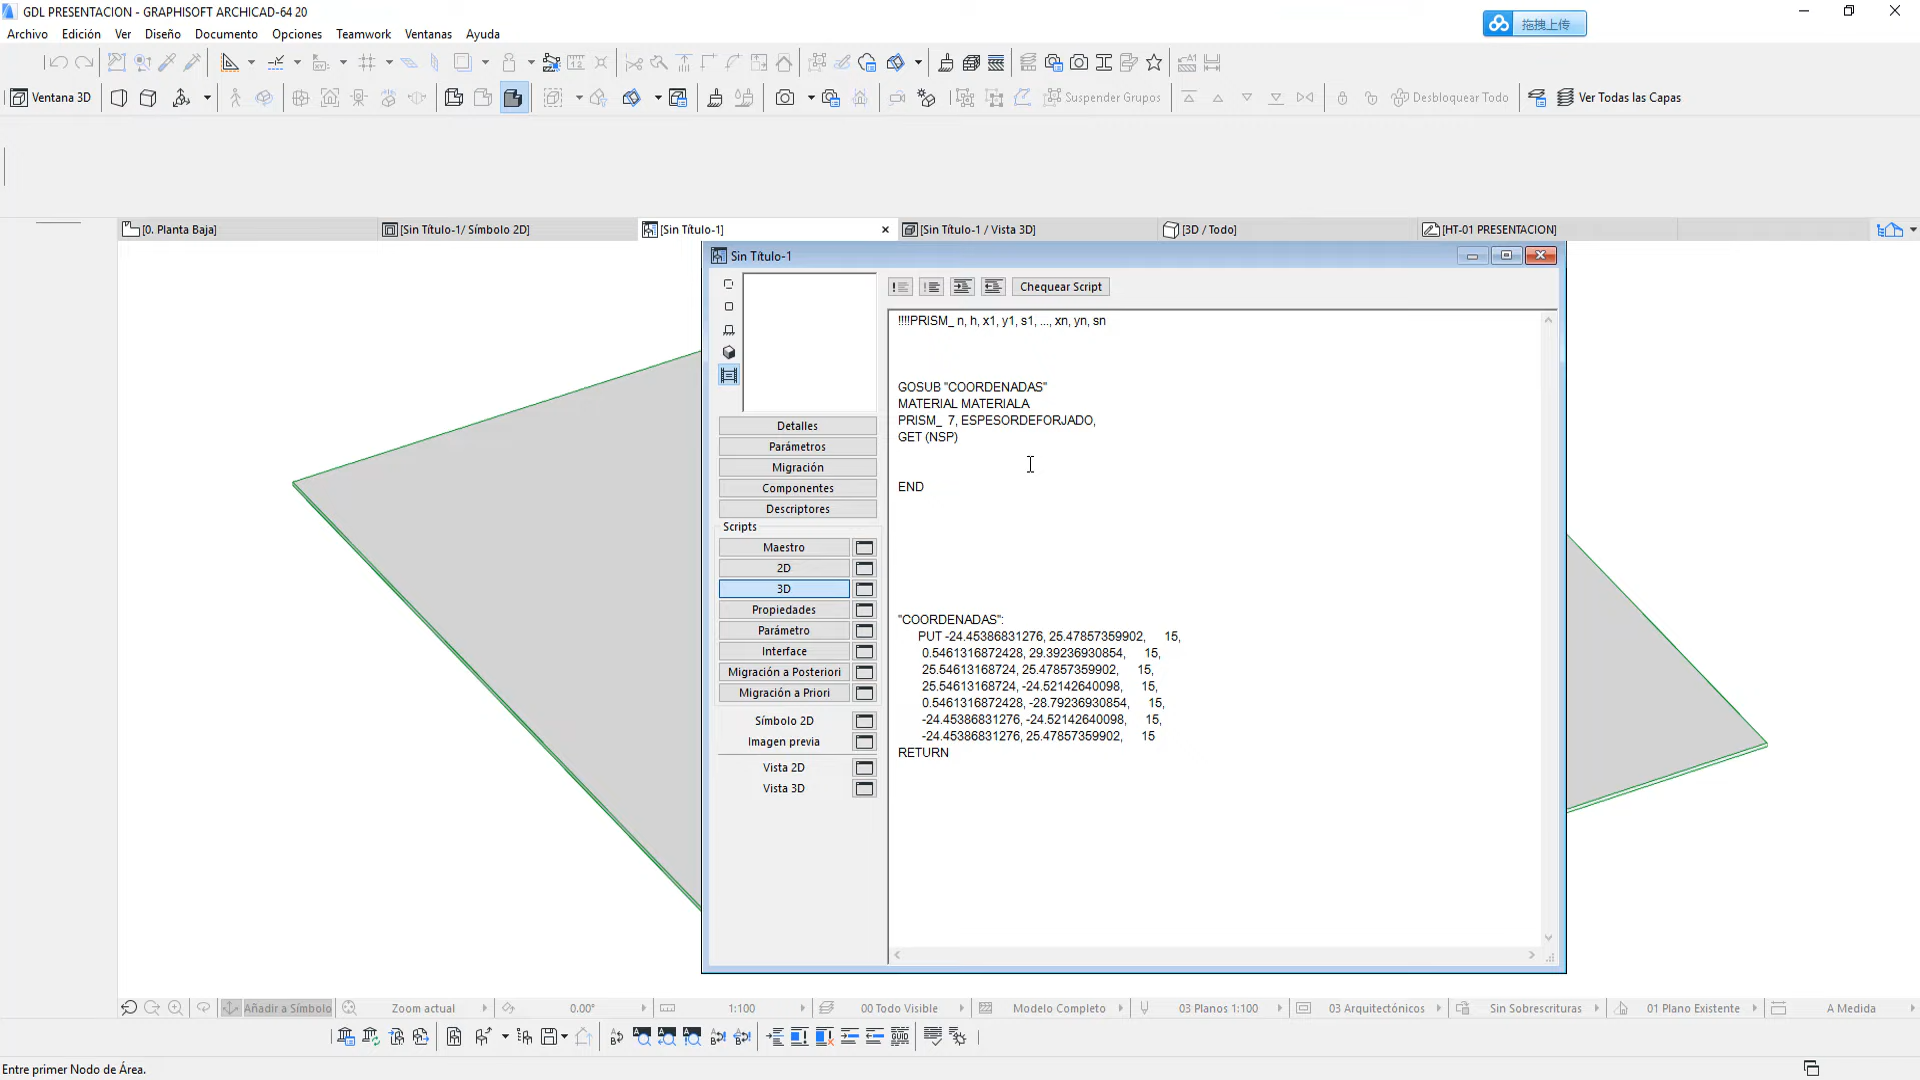 GDL PRESENTACION - GRAPHISOFT ARCHICAD-64 20
拖拽上传
Archivo Edición Ver Diseño Documento Opciones Teamwork Ventanas Ayuda
Ventana 3D
Suspender Grupos
Desbloquear Todo
Ver Todas las Capas
[0. Planta Baja]
[Sin Título-1/ Símbolo 2D]
[Sin Título-1]
[Sin Título-1 / Vista 3D]
[3D / Todo]
[HT-01 PRESENTACION]
Sin Título-1
Chequear Script
Detalles
Parámetros
Migración
Componentes
Descriptores
Scripts
Maestro
2D
3D
Propiedades
Parámetro
Interface
Migración a Posteriori
Migración a Priori
Símbolo 2D
Imagen previa
Vista 2D
Vista 3D
!!!!PRISM_ n, h, x1, y1, s1, ..., xn, yn, sn
GOSUB "COORDENADAS"
MATERIAL MATERIALA
PRISM_ 7, ESPESORDEFORJADO,
GET (NSP)
END
"COORDENADAS":
PUT -24.45386831276, 25.47857359902, 15,
0.5461316872428, 29.39236930854, 15,
25.54613168724, 25.47857359902, 15,
25.54613168724, -24.52142640098, 15,
0.5461316872428, -28.79236930854, 15,
-24.45386831276, -24.52142640098, 15,
-24.45386831276, 25.47857359902, 15
RETURN
Añadir a Símbolo
Zoom actual
0.00°
1:100
00 Todo Visible
Modelo Completo
03 Planos 1:100
03 Arquitectónicos
Sin Sobrescrituras
01 Plano Existente
A Medida
Entre primer Nodo de Área.